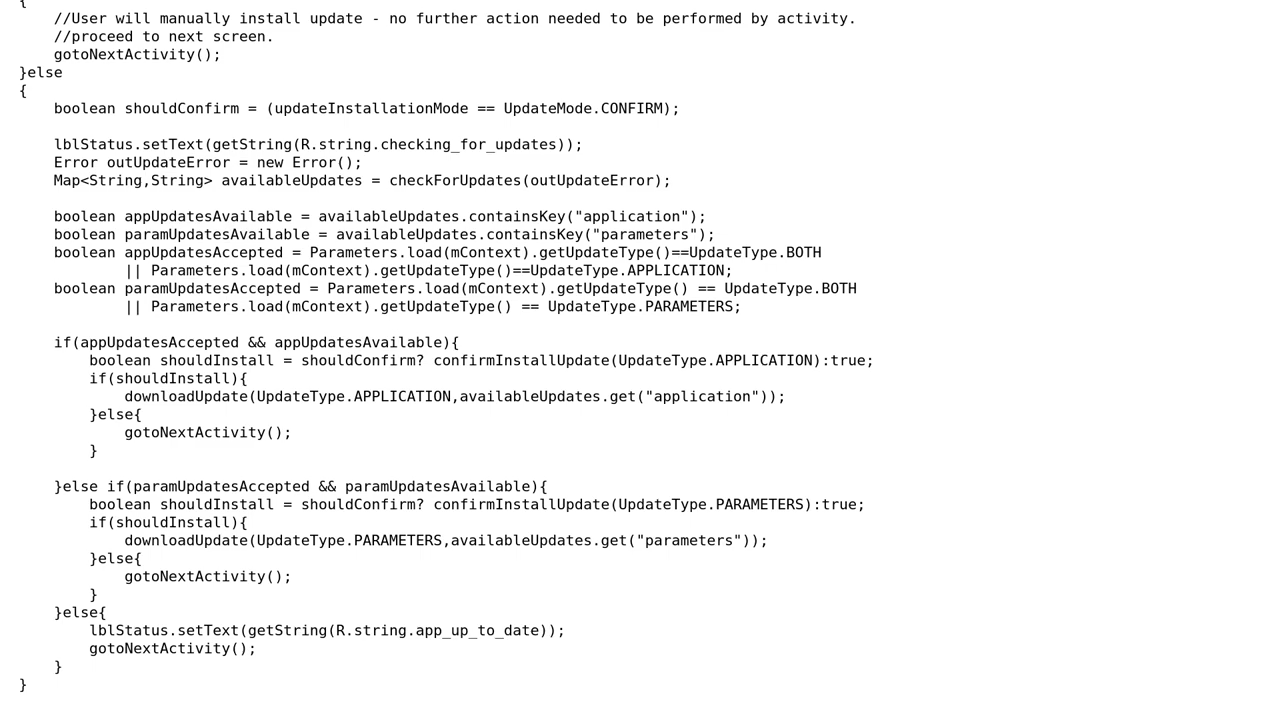 {
    //User will manually install update - no further action needed to be performed by activity.
    //proceed to next screen.
    gotoNextActivity();
}else
{
    boolean shouldConfirm = (updateInstallationMode == UpdateMode.CONFIRM);

    lblStatus.setText(getString(R.string.checking_for_updates));
    Error outUpdateError = new Error();
    Map<String,String> availableUpdates = checkForUpdates(outUpdateError);

    boolean appUpdatesAvailable = availableUpdates.containsKey("application");
    boolean paramUpdatesAvailable = availableUpdates.containsKey("parameters");
    boolean appUpdatesAccepted = Parameters.load(mContext).getUpdateType()==UpdateType.BOTH
            || Parameters.load(mContext).getUpdateType()==UpdateType.APPLICATION;
    boolean paramUpdatesAccepted = Parameters.load(mContext).getUpdateType() == UpdateType.BOTH
            || Parameters.load(mContext).getUpdateType() == UpdateType.PARAMETERS;

    if(appUpdatesAccepted && appUpdatesAvailable){
        boolean shouldInstall = shouldConfirm? confirmInstallUpdate(UpdateType.APPLICATION):true;
        if(shouldInstall){
            downloadUpdate(UpdateType.APPLICATION,availableUpdates.get("application"));
        }else{
            gotoNextActivity();
        }

    }else if(paramUpdatesAccepted && paramUpdatesAvailable){
        boolean shouldInstall = shouldConfirm? confirmInstallUpdate(UpdateType.PARAMETERS):true;
        if(shouldInstall){
            downloadUpdate(UpdateType.PARAMETERS,availableUpdates.get("parameters"));
        }else{
            gotoNextActivity();
        }
    }else{
        lblStatus.setText(getString(R.string.app_up_to_date));
        gotoNextActivity();
    }
}